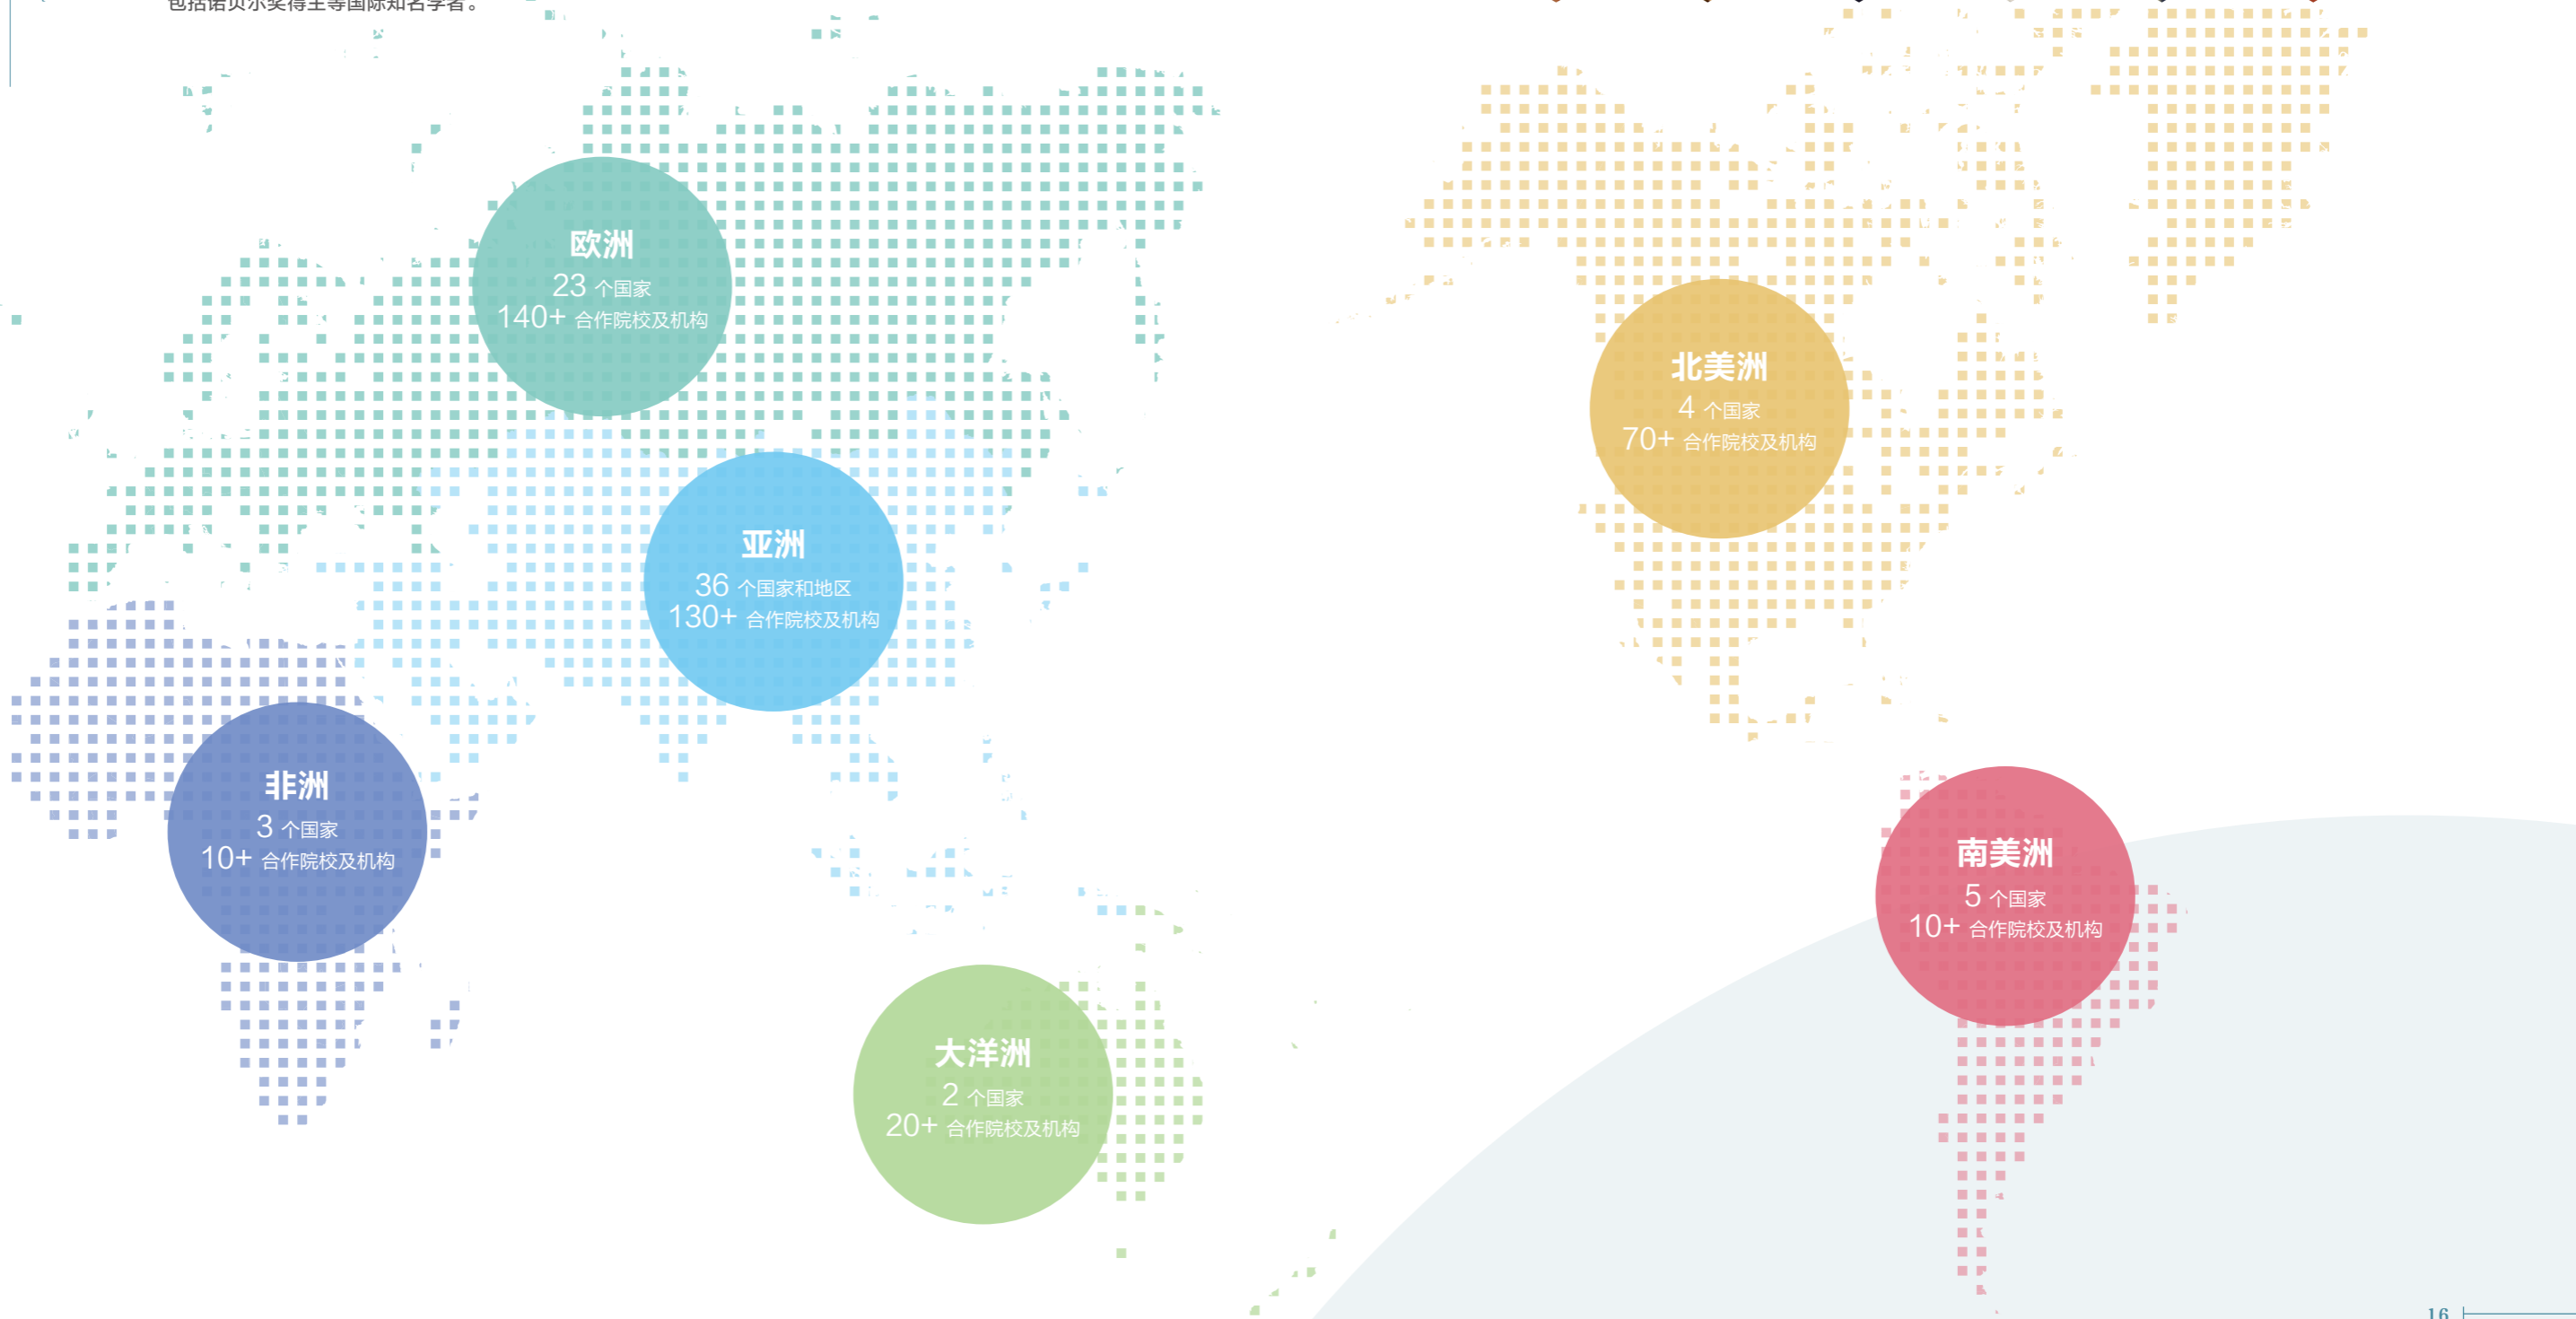 包括诺贝尔奖得主等国际知名学者。
欧洲
23 个国家
140+ 合作院校及机构
北美洲
4 个国家
70+ 合作院校及机构
亚洲
36 个国家和地区
130+ 合作院校及机构
非洲
3 个国家
10+ 合作院校及机构
南美洲
5 个国家
10+ 合作院校及机构
大洋洲
2 个国家
20+ 合作院校及机构
16